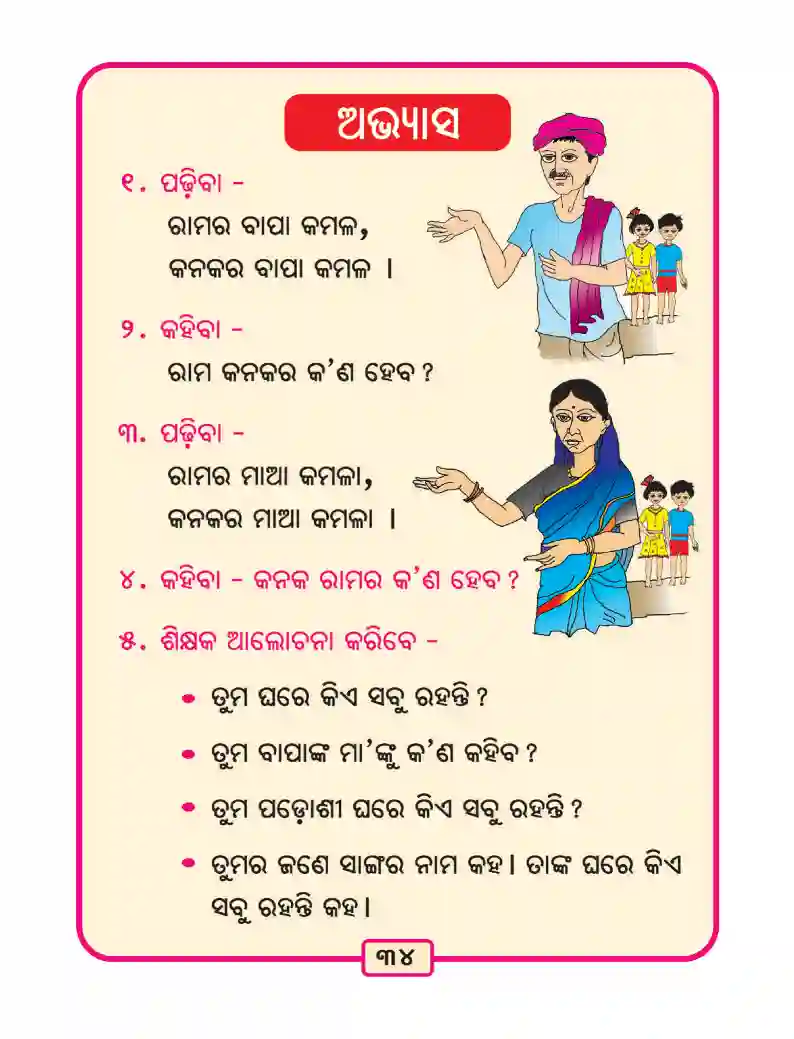 ଅଭ୍ୟାସ
୧. ପଢ଼ିବା -
ରାମର ବାପା କମଳ,
କନକର ବାପା କମଳ ।
୨. କହିବା -
ରାମ କନକର କ'ଣ ହେବ ?
୩. ପଢ଼ିବା -
ରାମର ମାଆ କମଳା,
କନକର ମାଆ କମଳା ।
୪. କହିବା - କନକ ରାମର କ'ଣ ହେବ ?
୫. ଶିକ୍ଷକ ଆଲୋଚନା କରିବେ -
• ତୁମ ଘରେ କିଏ ସବୁ ରହନ୍ତି ?
• ତୁମ ବାପାଙ୍କ ମା'ଙ୍କୁ କ'ଣ କହିବ ?
• ତୁମ ପଡ଼ୋଶୀ ଘରେ କିଏ ସବୁ ରହନ୍ତି ?
• ତୁମର ଜଣେ ସାଙ୍ଗର ନାମ କହ। ତାଙ୍କ ଘରେ କିଏ
ସବୁ ରହନ୍ତି କହ।
୩୪